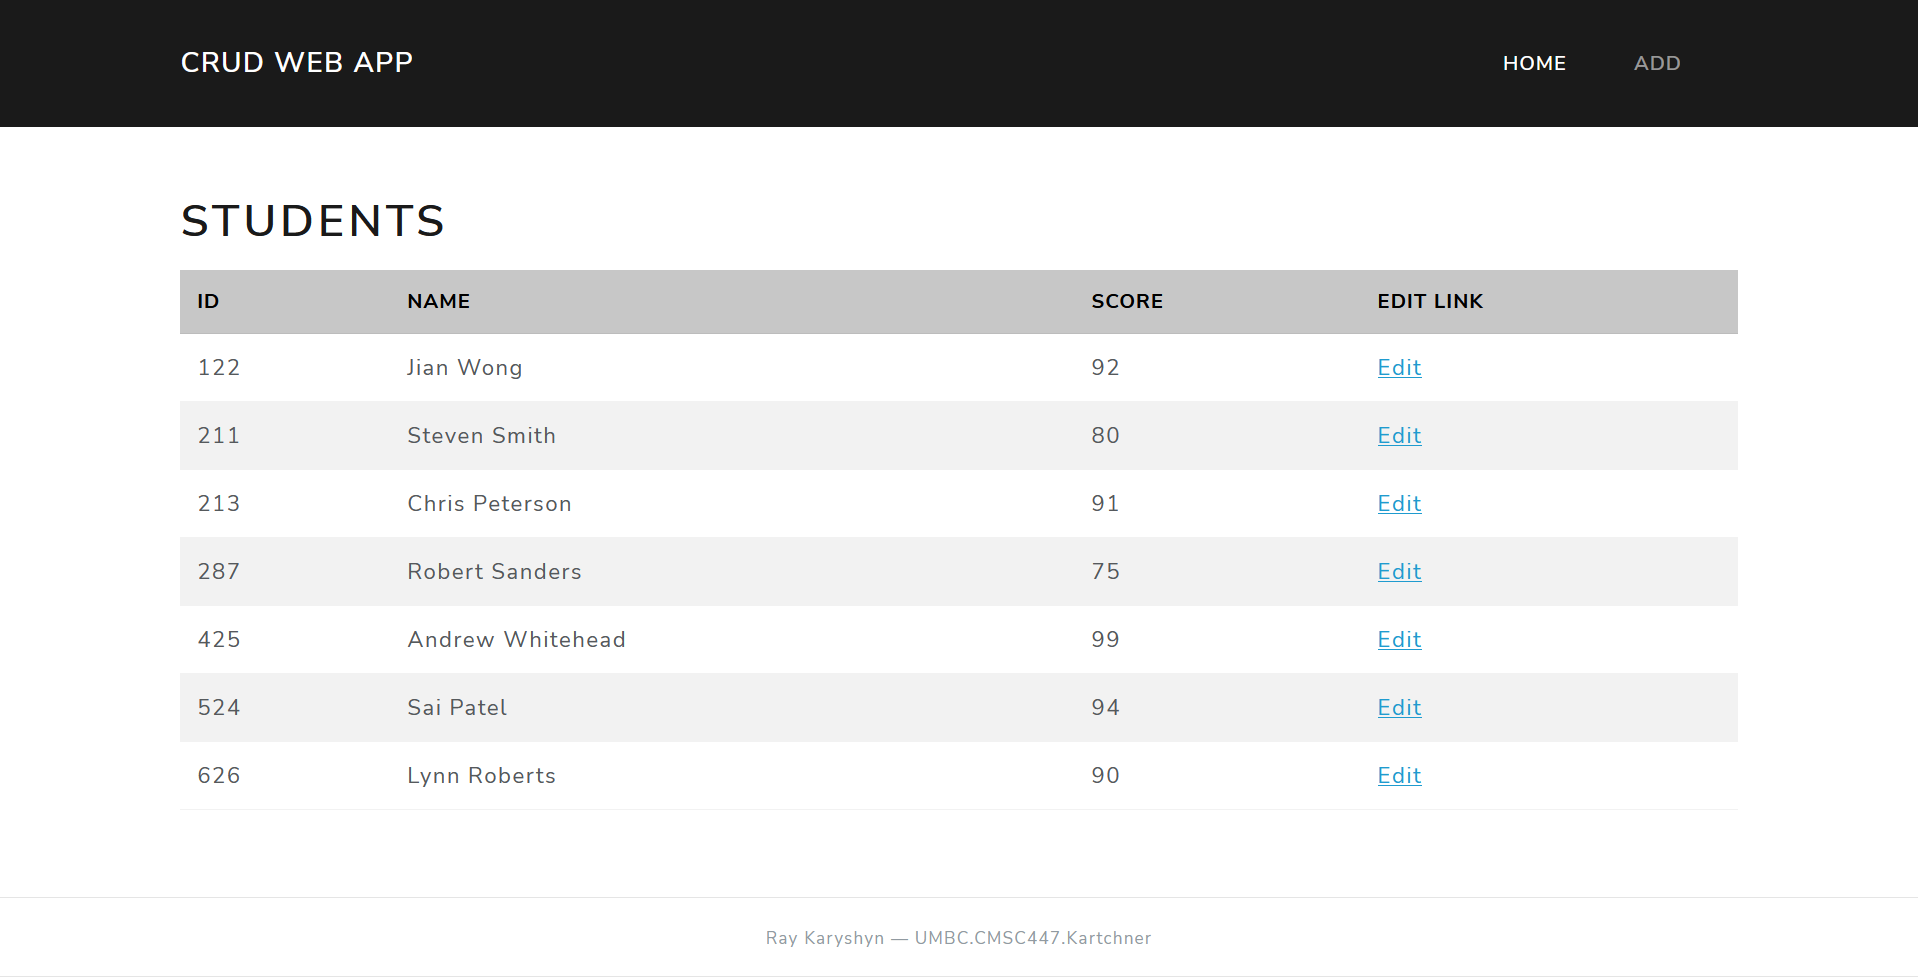 CRUD WEB APP HOME ADD
STUDENTS
ID NAME SCORE EDIT LINK
122 Jian Wong 92 Edit
211 Steven Smith 80 Edit
213 Chris Peterson 91 Edit
287 Robert Sanders 75 Edit
425 Andrew Whitehead 99 Edit
524 Sai Patel 94 Edit
626 Lynn Roberts 90 Edit
Ray Karyshyn — UMBC.CMSC447.Kartchner